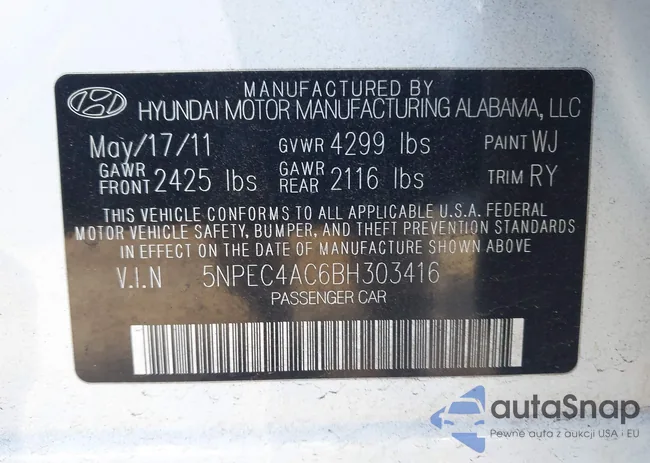 MANUFACTURED BY
HYUNDAI MOTOR MANUFACTURING ALABAMA, LLC
May/17/11 GVWR 4299 lbs PAINT WJ
GAWR FRONT 2425 lbs GAWR REAR 2116 lbs TRIM RY
THIS VEHICLE CONFORMS TO ALL APPLICABLE U.S.A. FEDERAL
MOTOR VEHICLE SAFETY, BUMPER, AND THEFT PREVENTION STANDARDS
IN EFFECT ON THE DATE OF MANUFACTURE SHOWN ABOVE.
V.I.N 5NPEC4AC6BH303416
PASSENGER CAR
autaSnap
Pewne auta z aukcji USA • EU